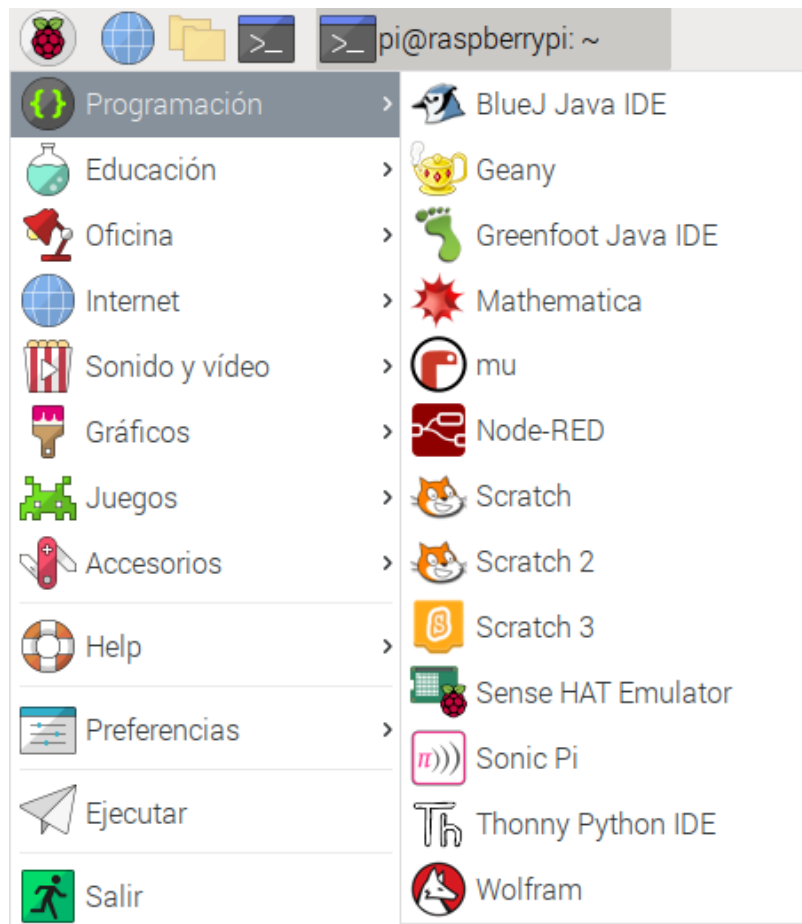 pi@raspberrypi: ~
Programación
Educación
Oficina
Internet
Sonido y vídeo
Gráficos
Juegos
Accesorios
Help
Preferencias
Ejecutar
Salir
BlueJ Java IDE
Geany
Greenfoot Java IDE
Mathematica
mu
Node-RED
Scratch
Scratch 2
Scratch 3
Sense HAT Emulator
Sonic Pi
Thonny Python IDE
Wolfram